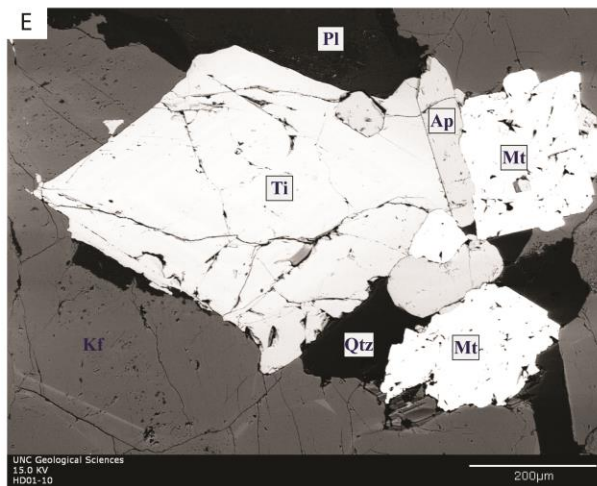 E
Pl
Ap
Mt
Ti
Kf
Qtz
Mt
UNC Geological Sciences
15.0 KV
HD01-10
200µm